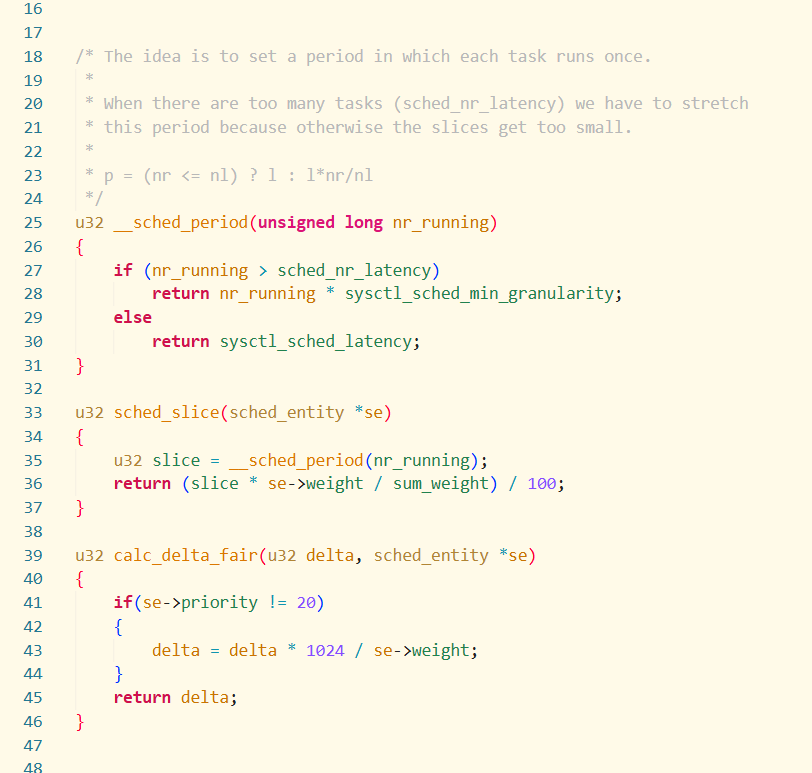 16
17
18 /* The idea is to set a period in which each task runs once.
19  *
20  * When there are too many tasks (sched_nr_latency) we have to stretch
21  * this period because otherwise the slices get too small.
22  *
23  * p = (nr <= nl) ? l : l*nr/nl
24  */
25 u32 __sched_period(unsigned long nr_running)
26 {
27     if (nr_running > sched_nr_latency)
28         return nr_running * sysctl_sched_min_granularity;
29     else
30         return sysctl_sched_latency;
31 }
32
33 u32 sched_slice(sched_entity *se)
34 {
35     u32 slice = __sched_period(nr_running);
36     return (slice * se->weight / sum_weight) / 100;
37 }
38
39 u32 calc_delta_fair(u32 delta, sched_entity *se)
40 {
41     if(se->priority != 20)
42     {
43         delta = delta * 1024 / se->weight;
44     }
45     return delta;
46 }
47
48